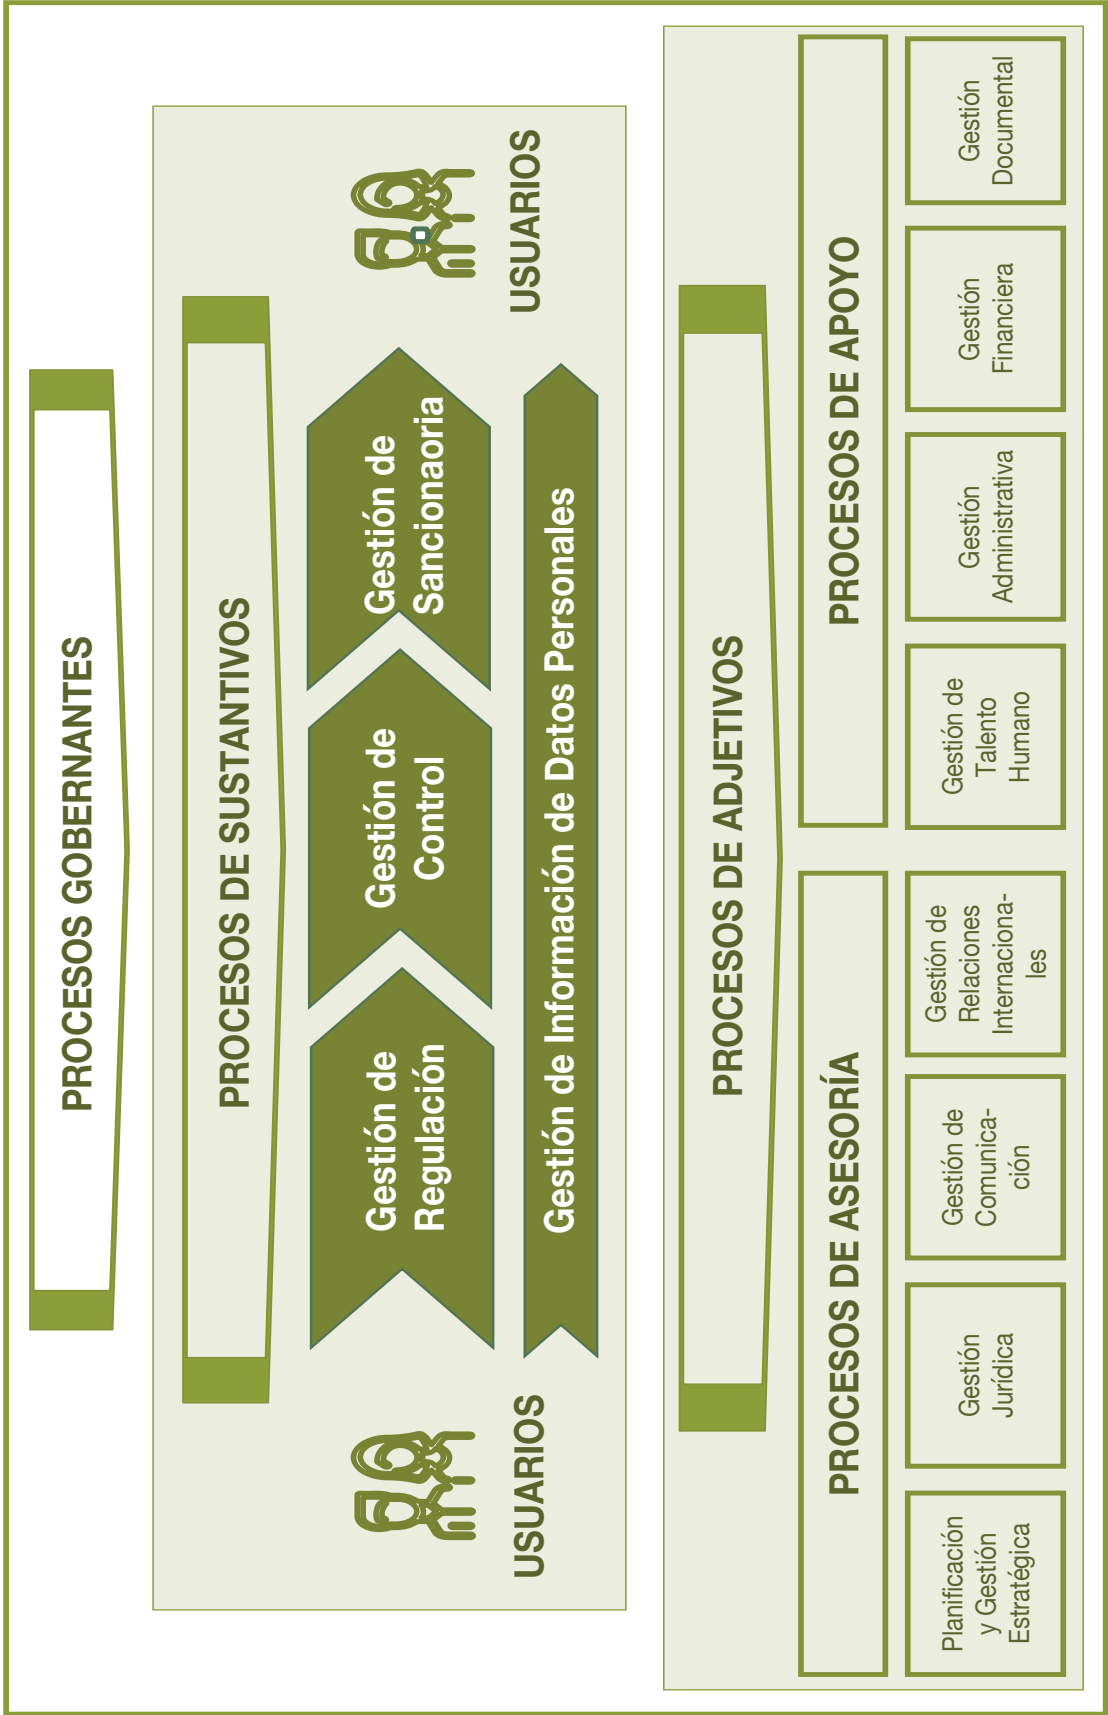 PROCESOS GOBERNANTES
PROCESOS DE SUSTANTIVOS
USUARIOS
Gestión de
Regulación
Gestión de
Control
Gestión de
Sancionaoria
USUARIOS
Gestión de Información de Datos Personales
PROCESOS DE ADJETIVOS
PROCESOS DE ASESORÍA
PROCESOS DE APOYO
Planificación
y Gestión
Estratégica
Gestión
Jurídica
Gestión de
Comunica-
ción
Gestión de
Relaciones
Internaciona-
les
Gestión de
Talento
Humano
Gestión
Administrativa
Gestión
Financiera
Gestión
Documental